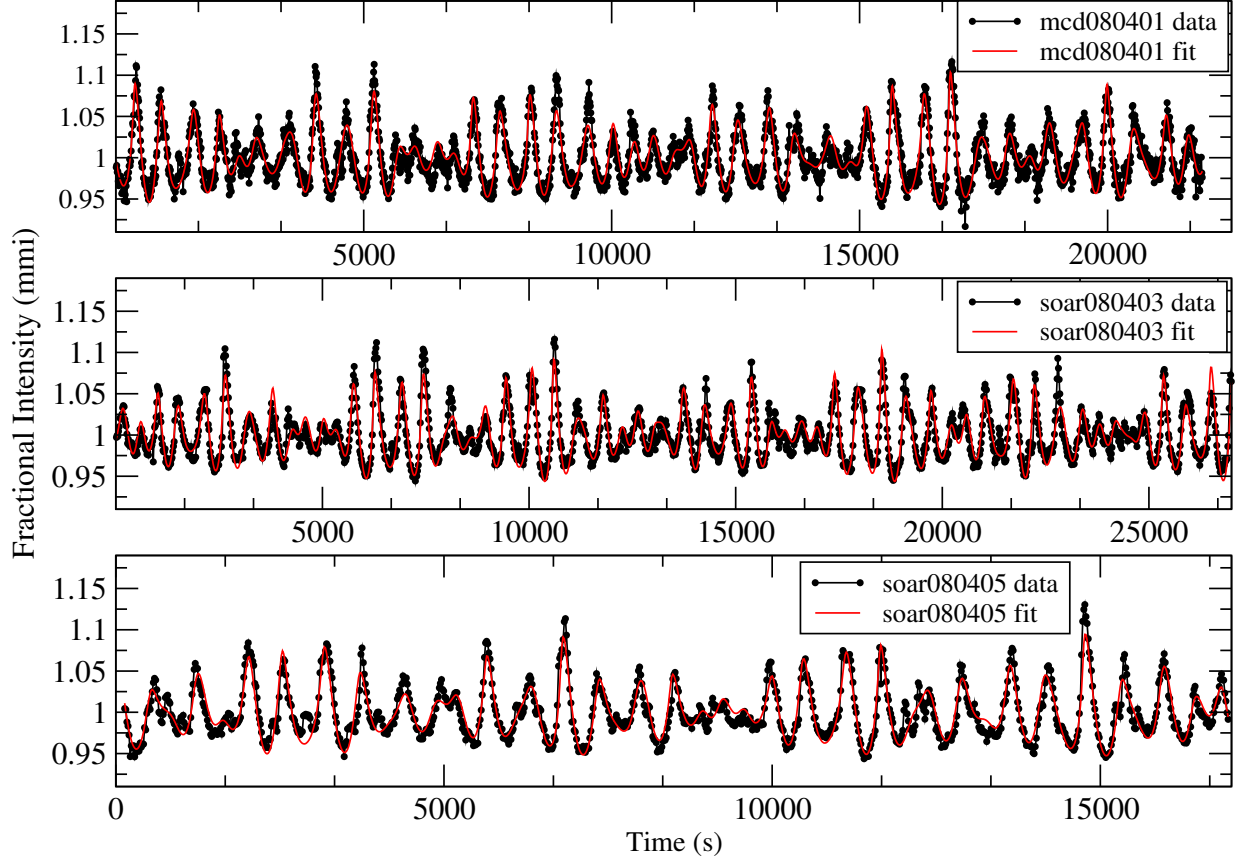 mcd080401 data
mcd080401 fit
1.15
1.1
1.05
1
0.95
5000 10000 15000 20000
soar080403 data
soar080403 fit
1.15
1.1
1.05
1
0.95
5000 10000 15000 20000 25000
soar080405 data
soar080405 fit
1.15
1.1
1.05
1
0.95
0 5000 10000 15000
Time (s)
Fractional Intensity (mmi)